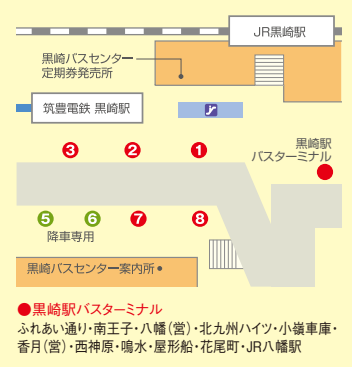 JR黒崎駅
黒崎バスセンター
定期券発売所
筑豊電鉄 黒崎駅
黒崎駅
バスターミナル
3
2
1
5
6
7
8
降車専用
黒崎バスセンター案内所
●黒崎駅バスターミナル
ふれあい通り・南王子・八幡(営)・北九州ハイツ・小嶺車庫・
香月(営)・西神原・鳴水・屋形船・花尾町・JR八幡駅